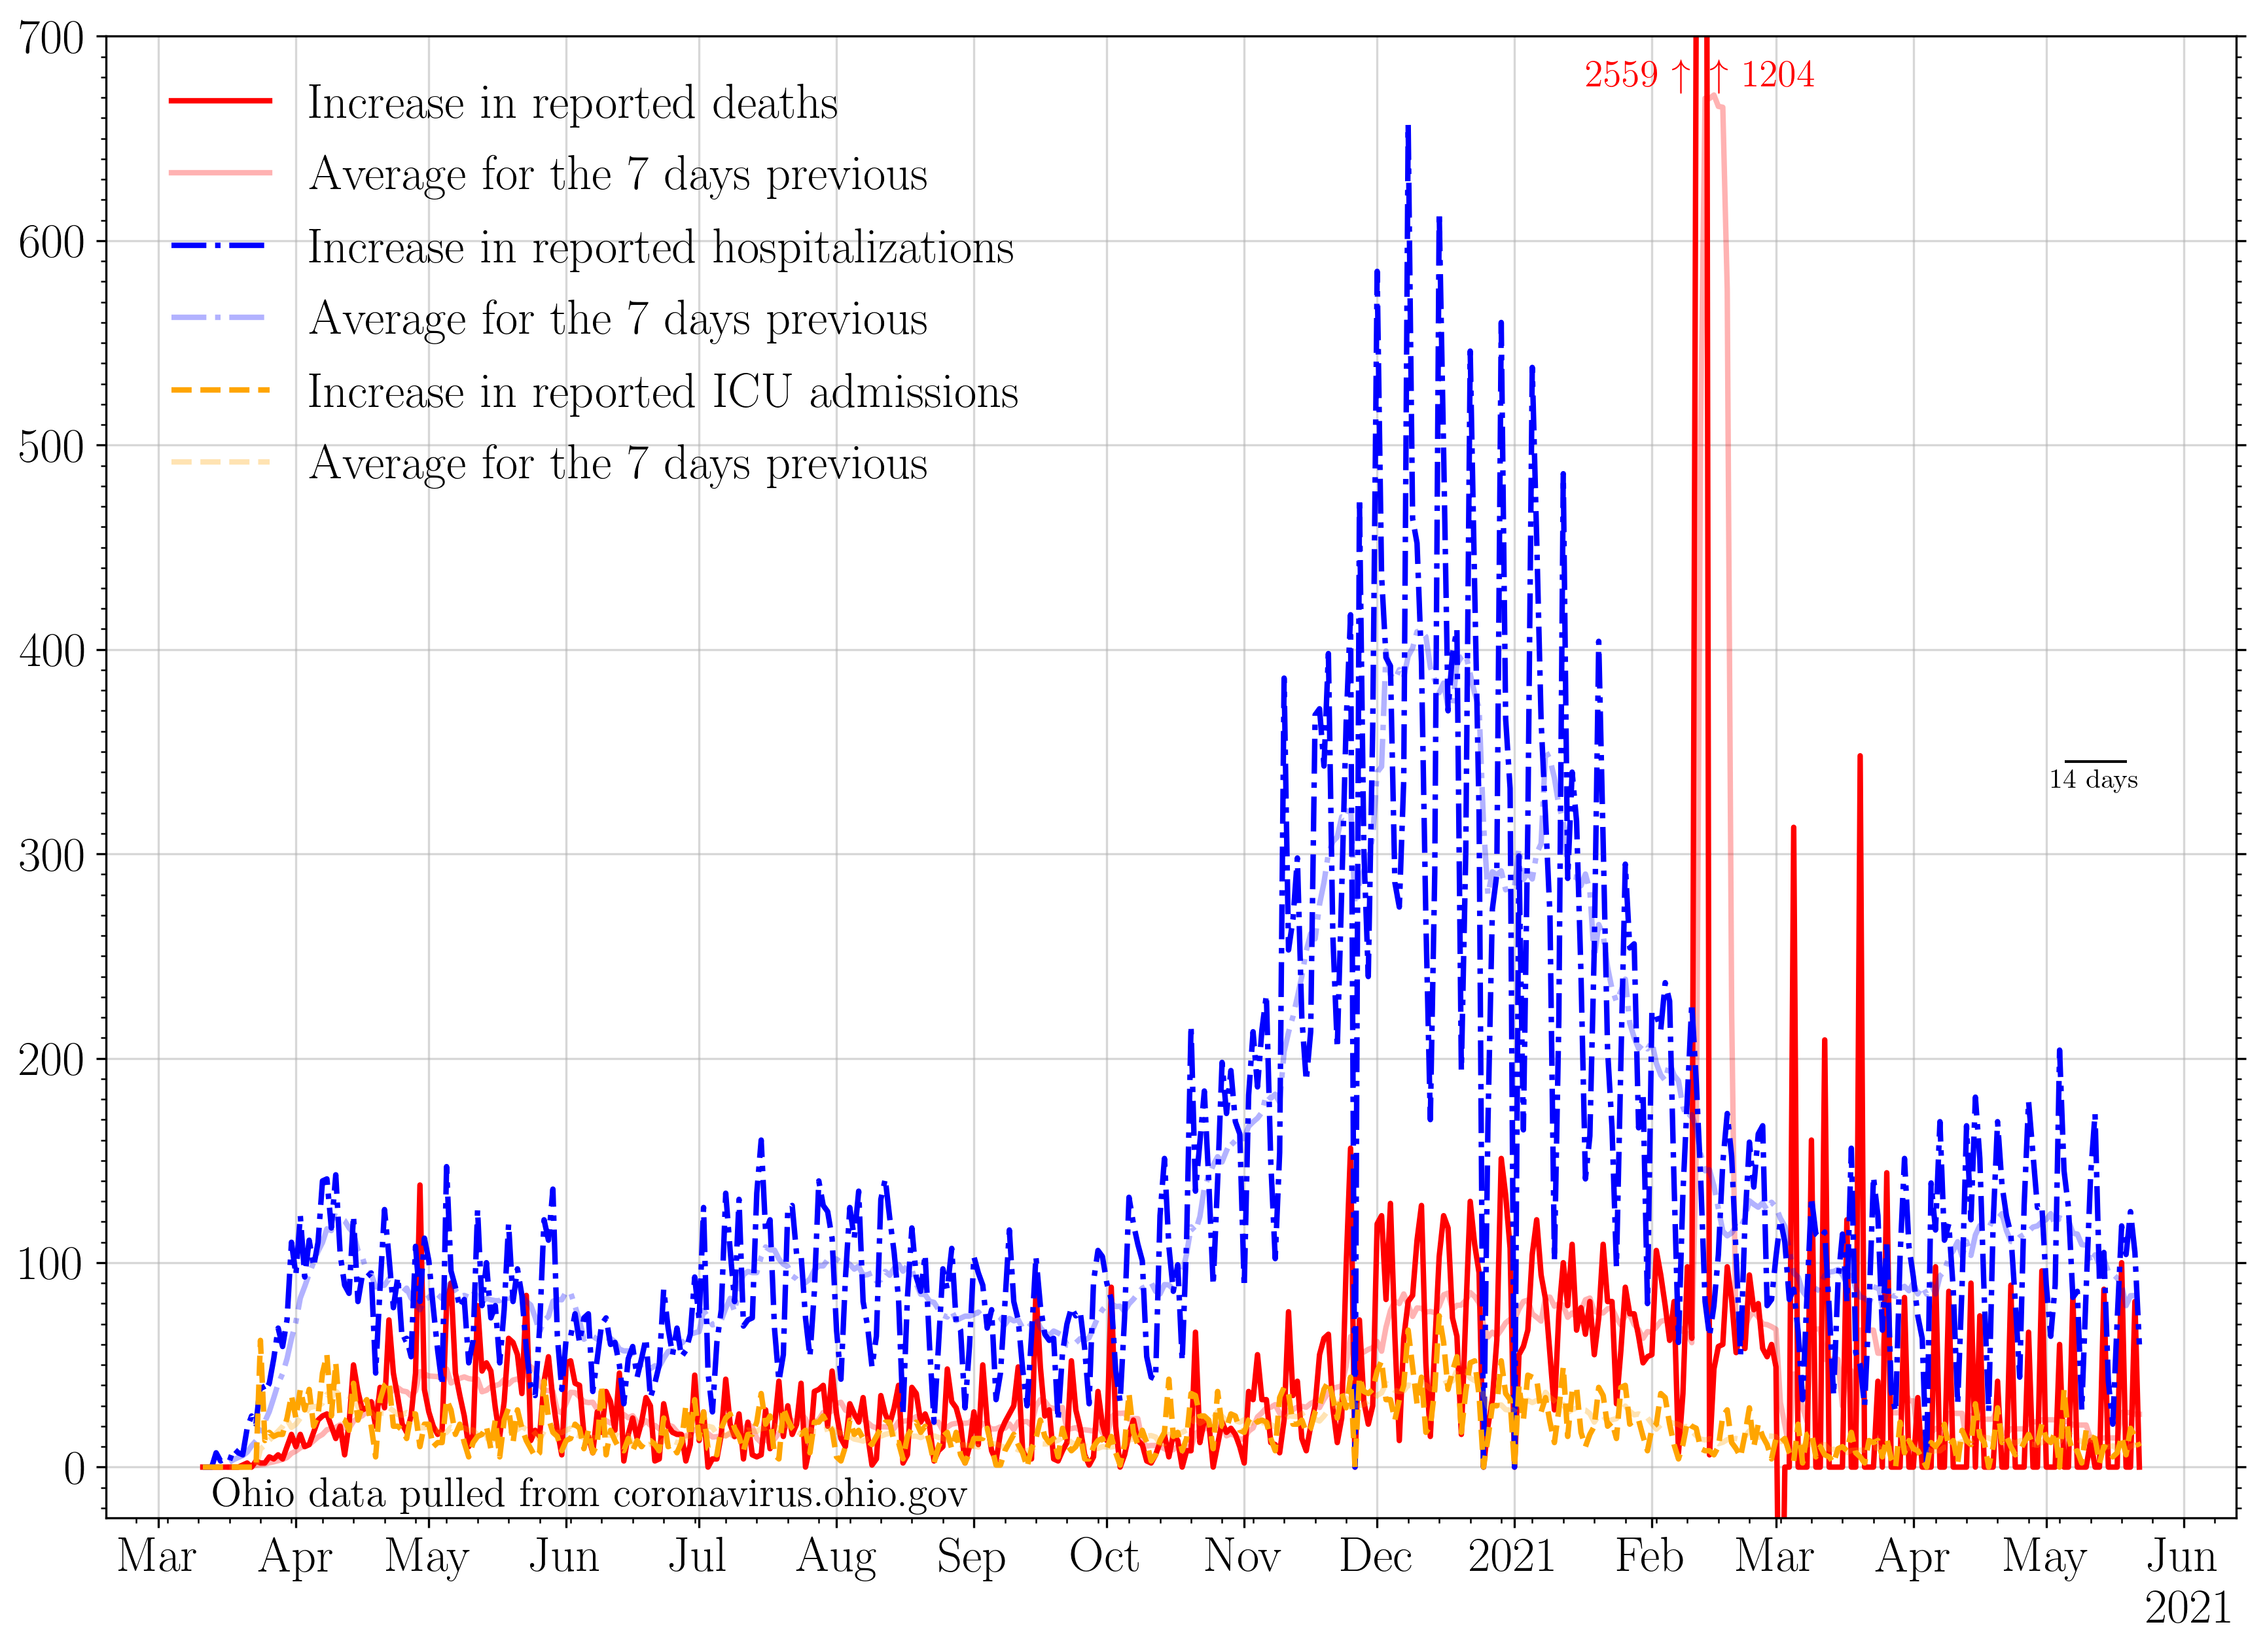 700
600
500
400
300
200
100
0
Increase in reported deaths
Average for the 7 days previous
Increase in reported hospitalizations
Average for the 7 days previous
Increase in reported ICU admissions
Average for the 7 days previous
2559 ↑ ↑ 1204
14 days
Ohio data pulled from coronavirus.ohio.gov
Mar Apr May Jun Jul Aug Sep Oct Nov Dec 2021 Feb Mar Apr May Jun
2021